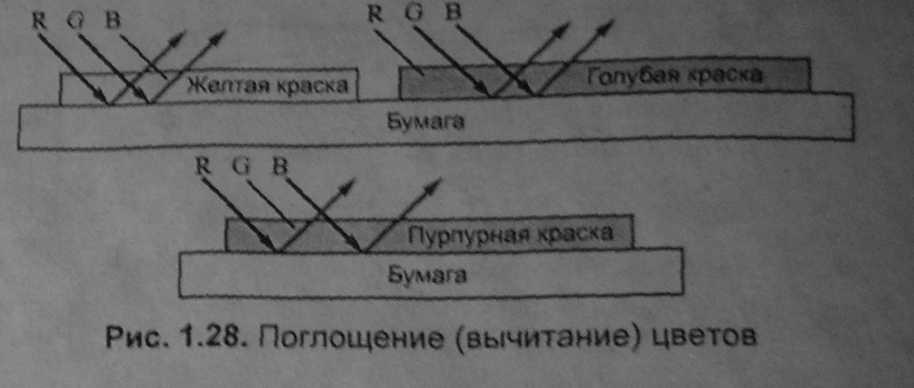 R G B R G B
Желтая краска Голубая краска
Бумага
R G B
Пурпурная краска
Бумага
Рис. 1.28. Поглощение (вычитание) цветов